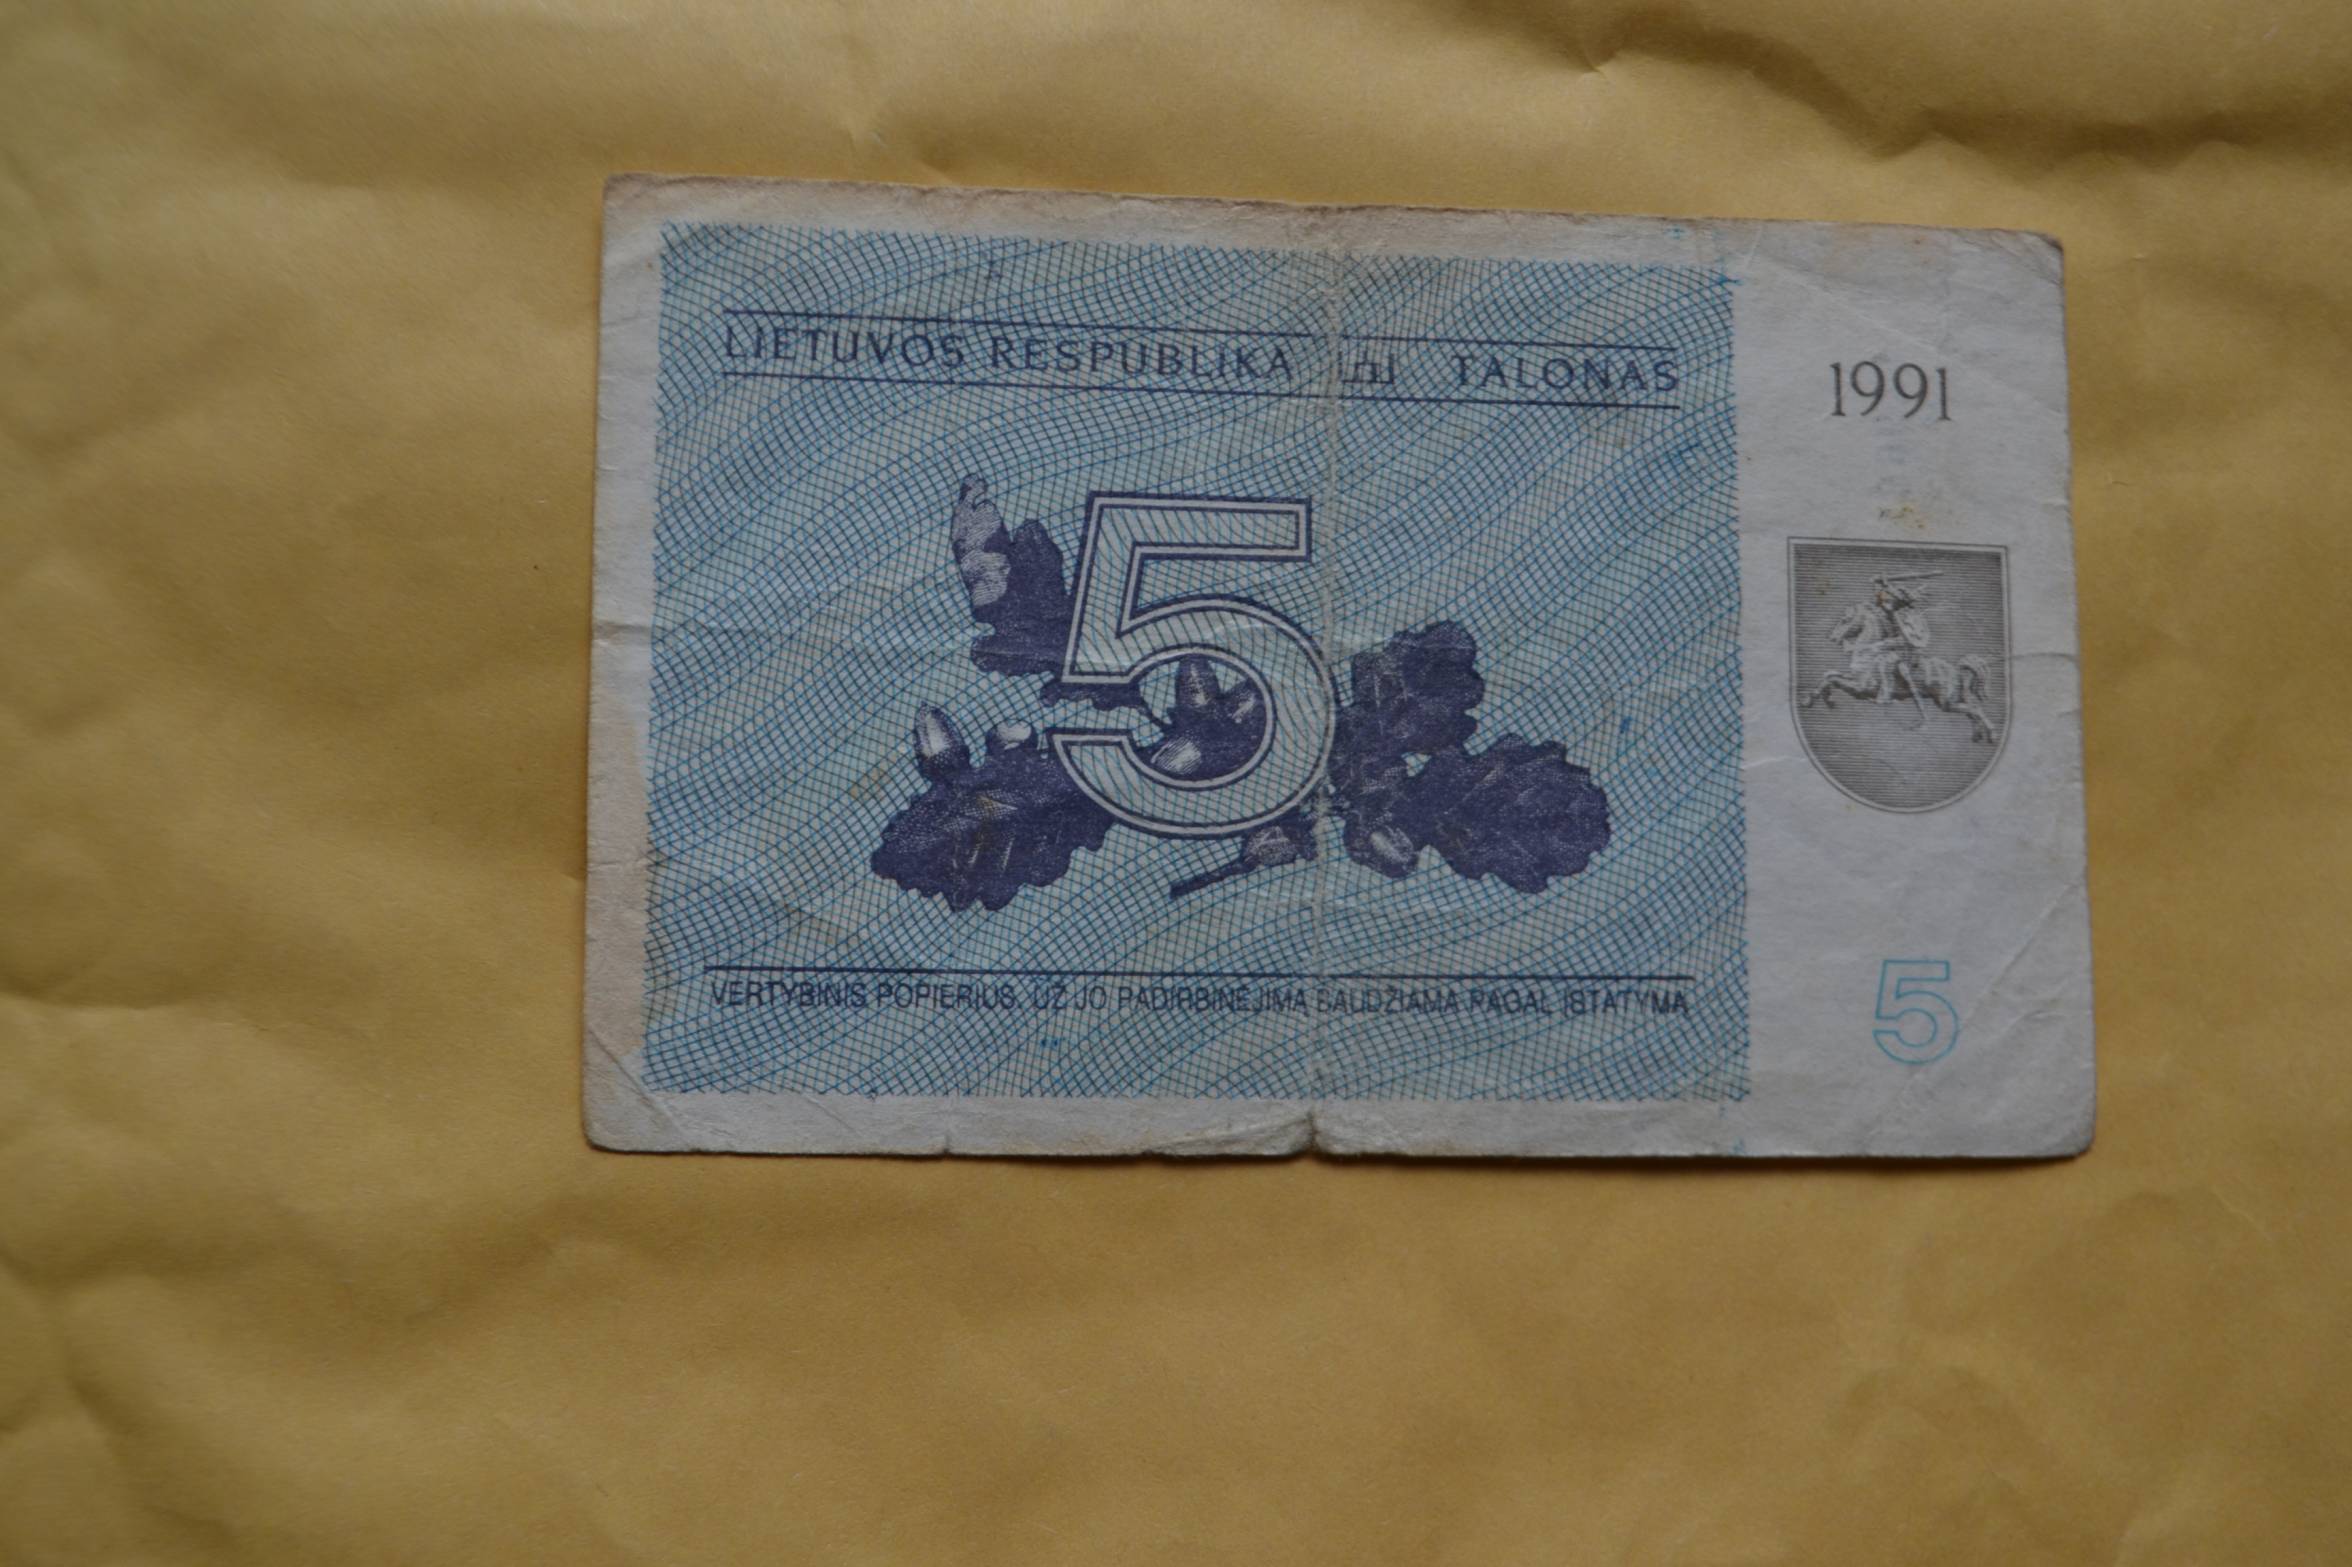 LIETUVOS RESPUBLIKA TALONAS
1991
5
VERTYBINIS POPIERIUS. UŽ JO PADIRBINĖJIMĄ BAUDŽIAMA PAGAL ĮSTATYMĄ
5